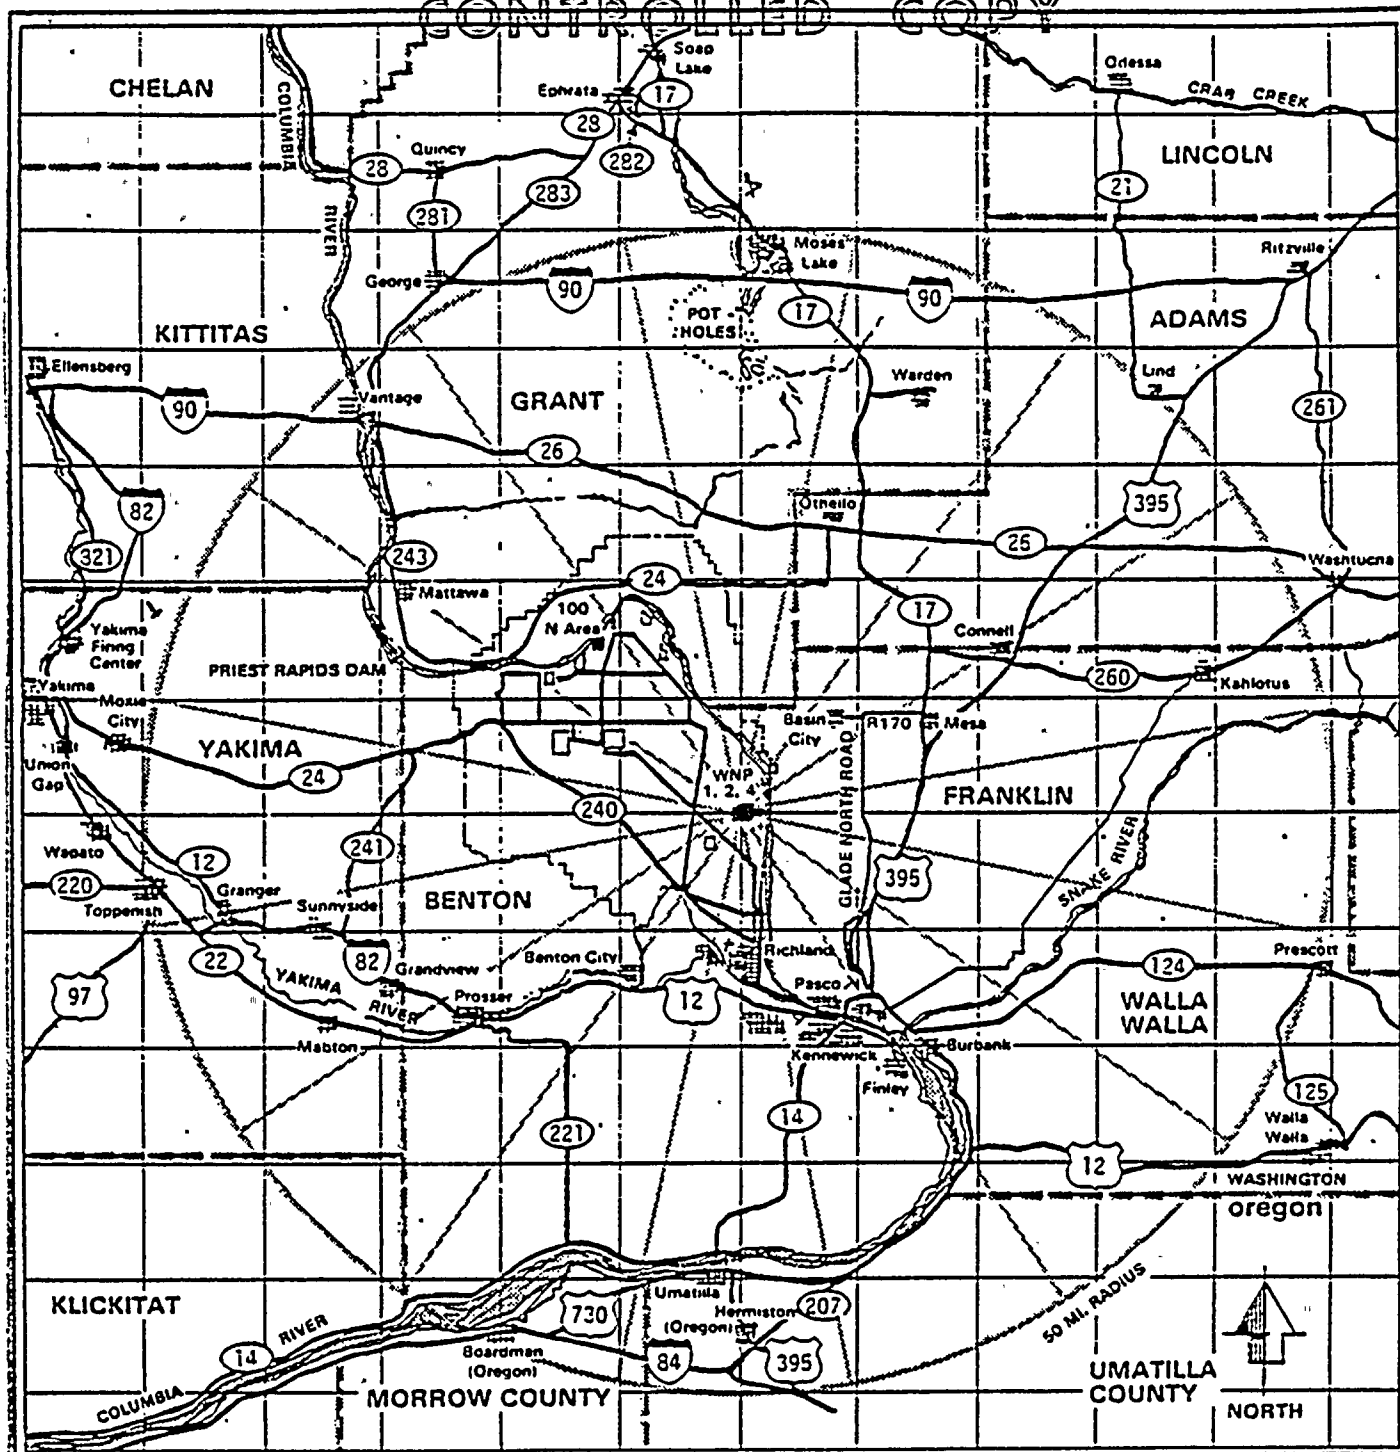 CONTROLLED COPY
Soap
Lake
Odessa
CHELAN
COLUMBIA
Ephrata
17
CRAB CREEK
28
Quincy
282
LINCOLN
28
283
21
281
RIVER
Moses
Lake
Ritzville
George
90
90
POT
HOLES
17
ADAMS
KITTITAS
Ellensberg
Lind
Warden
Vantage
90
GRANT
261
26
82
Othello
395
321
243
25
Washtucna
24
Mattawa
100
N Area
17
Yakima
Firing
Center
Connell
PRIEST RAPIDS DAM
260
Kahlotus
Yakima
Moxie
City
Basin
City
R170
Mesa
YAKIMA
Union
Gap
24
WNP
1, 2, 4
GLADE NORTH ROAD
FRANKLIN
240
Wapato
12
241
SNAKE RIVER
395
220
Granger
Toppenish
Sunnyside
BENTON
22
82
Grandview
Benton City
Richland
Prescott
97
YAKIMA
RIVER
Prosser
12
Pasco
124
WALLA
WALLA
Mabton
Kennewick
Burbank
Finley
125
14
Walla
Walla
221
12
WASHINGTON
oregon
KLICKITAT
Umatilla
730
Hermiston
(Oregon)
207
50 MI. RADIUS
RIVER
14
Boardman
(Oregon)
84
395
COLUMBIA
MORROW COUNTY
UMATILLA
COUNTY
NORTH